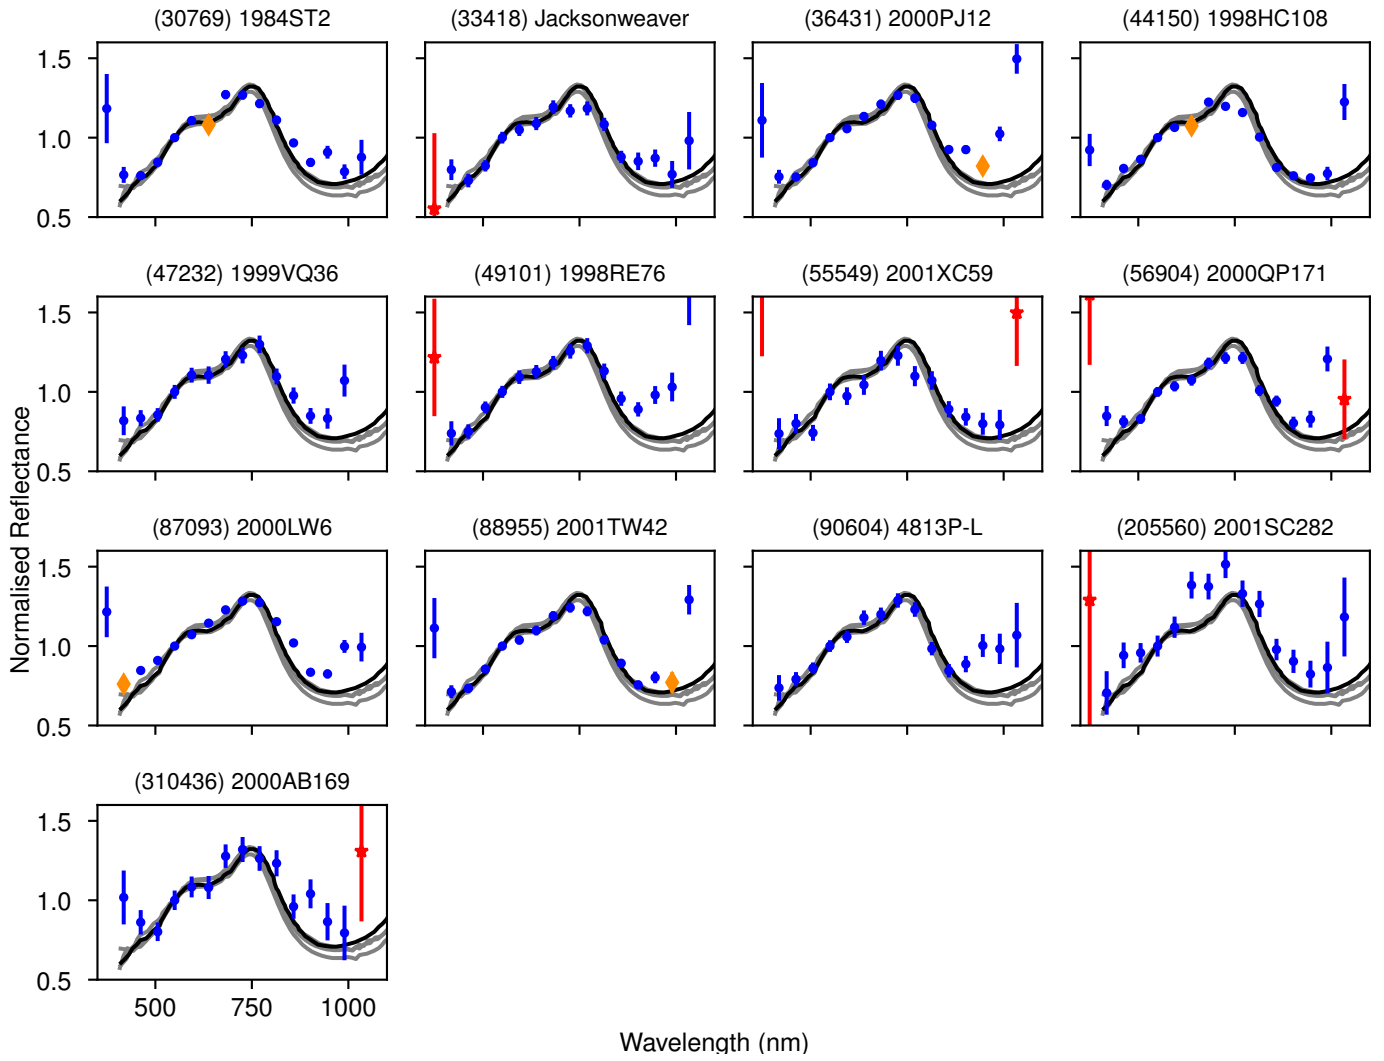 (30769) 1984ST2
(33418) Jacksonweaver
(36431) 2000PJ12
(44150) 1998HC108
1.5
1.0
0.5
(47232) 1999VQ36
(49101) 1998RE76
(55549) 2001XC59
(56904) 2000QP171
1.5
1.0
0.5
Normalised Reflectance
(87093) 2000LW6
(88955) 2001TW42
(90604) 4813P-L
(205560) 2001SC282
1.5
1.0
0.5
(310436) 2000AB169
1.5
1.0
0.5
500
750
1000
Wavelength (nm)